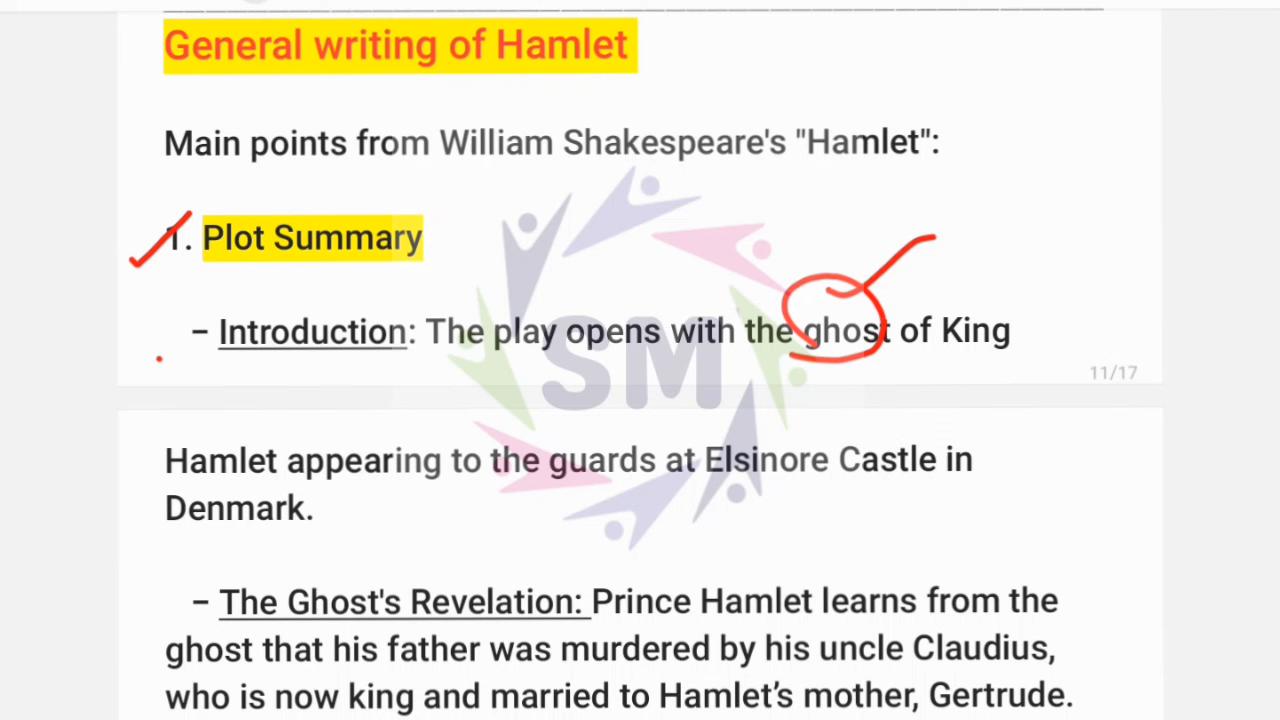 General writing of Hamlet
Main points from William Shakespeare's "Hamlet":
1. Plot Summary
– Introduction: The play opens with the ghost of King
11/17
SM
Hamlet appearing to the guards at Elsinore Castle in
Denmark.
– The Ghost's Revelation: Prince Hamlet learns from the
ghost that his father was murdered by his uncle Claudius,
who is now king and married to Hamlet’s mother, Gertrude.